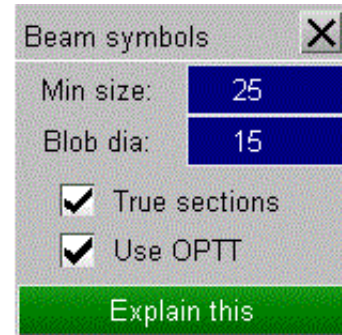 Beam symbols
Min size: 25
Blob dia: 15
True sections
Use OPTT
Explain this